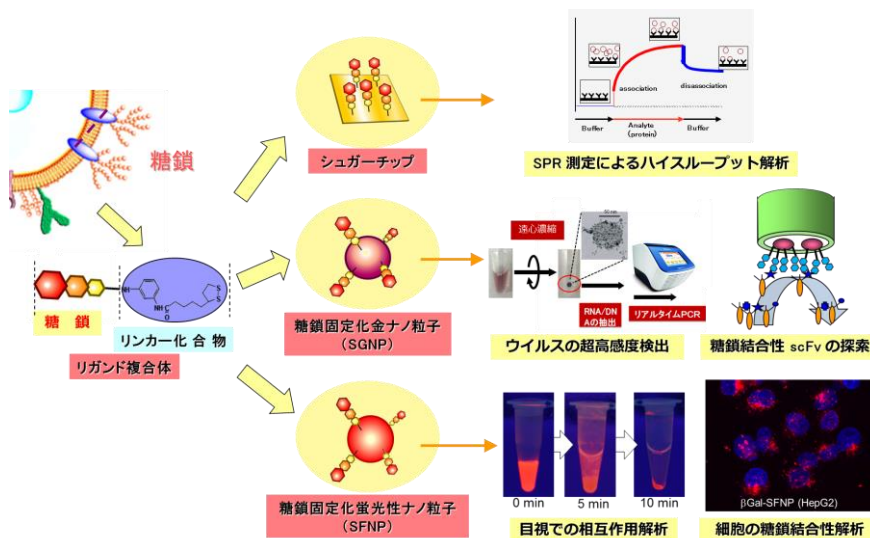 糖鎖
シュガーチップ
association
disassociation
Buffer
Analyte
(protein)
Buffer
SPR 測定によるハイスループット解析
NH
NH
O
S
S
糖 鎖
リンカー化 合 物
リガンド複合体
糖鎖固定化金ナノ粒子
(SGNP)
遠心濃縮
RNA/DN
Aの抽出
リアルタイムPCR
ウイルスの超高感度検出
糖鎖結合性 scFv の探索
糖鎖固定化蛍光性ナノ粒子
(SFNP)
0 min
5 min
10 min
目視での相互作用解析
βGal-SFNP (HepG2)
細胞の糖鎖結合性解析